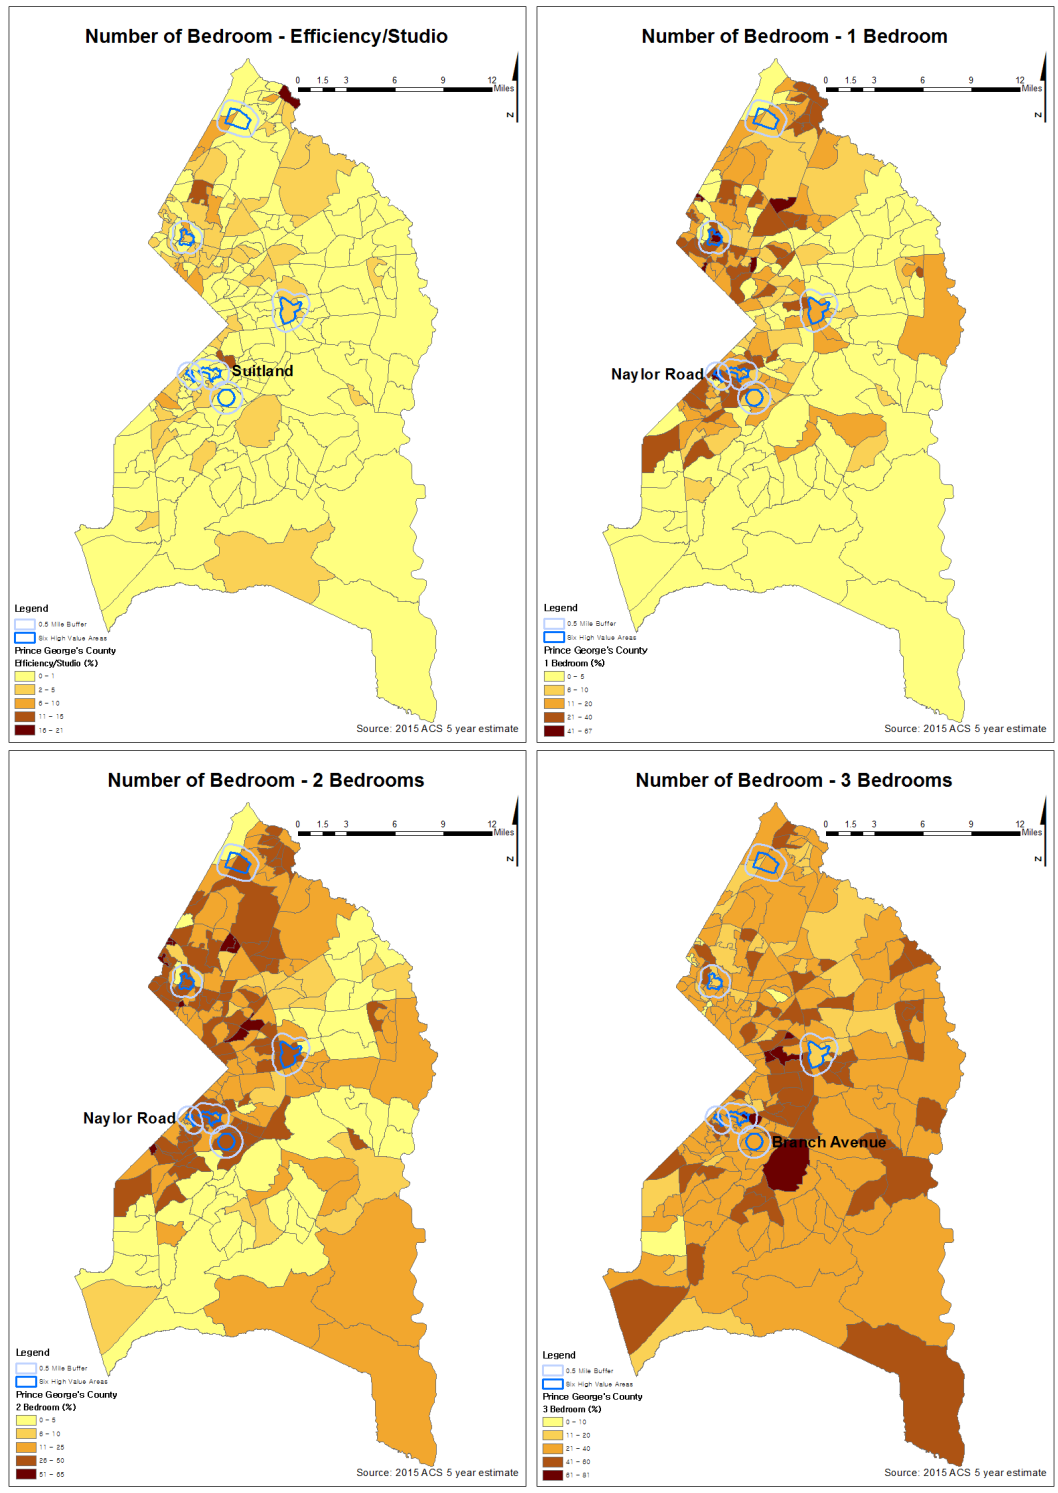 Number of Bedroom - Efficiency/Studio
0 1.5 3 6 9 12
Miles
N
Suitland
Legend
0.5 Mile Buffer
Six High Value Areas
Prince George's County
Efficiency/Studio (%)
0 - 1
2 - 5
6 - 10
11 - 15
16 - 21
Source: 2015 ACS 5 year estimate
Number of Bedroom - 1 Bedroom
0 1.5 3 6 9 12
Miles
N
Naylor Road
Legend
0.5 Mile Buffer
Six High Value Areas
Prince George's County
1 Bedroom (%)
0 - 5
6 - 10
11 - 20
21 - 40
41 - 67
Source: 2015 ACS 5 year estimate
Number of Bedroom - 2 Bedrooms
0 1.5 3 6 9 12
Miles
N
Naylor Road
Legend
0.5 Mile Buffer
Six High Value Areas
Prince George's County
2 Bedroom (%)
0 - 5
6 - 10
11 - 25
26 - 50
51 - 65
Source: 2015 ACS 5 year estimate
Number of Bedroom - 3 Bedrooms
0 1.5 3 6 9 12
Miles
N
Branch Avenue
Legend
0.5 Mile Buffer
Six High Value Areas
Prince George's County
3 Bedroom (%)
0 - 10
11 - 20
21 - 40
41 - 60
61 - 81
Source: 2015 ACS 5 year estimate